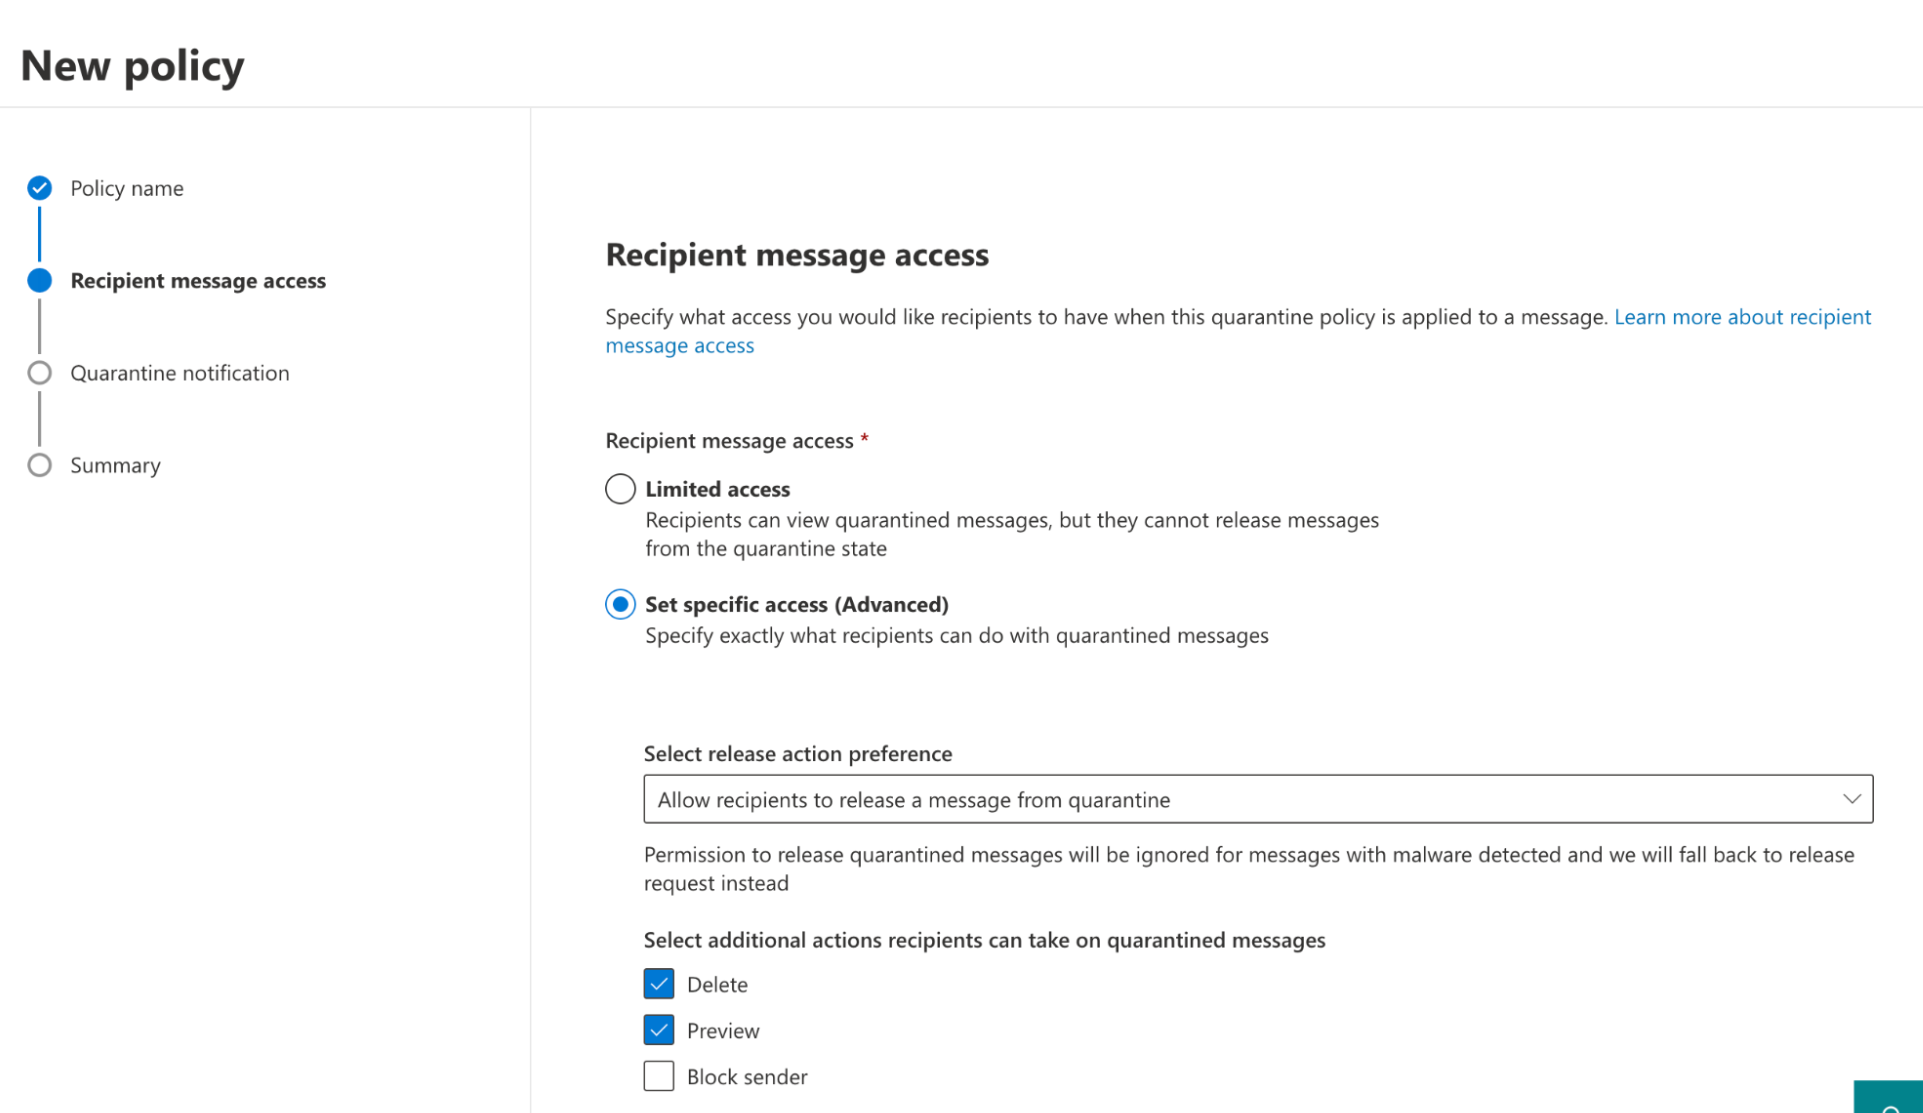 New policy
Policy name
Recipient message access
Quarantine notification
Summary
Recipient message access
Specify what access you would like recipients to have when this quarantine policy is applied to a message. Learn more about recipient
message access
Recipient message access *
Limited access
Recipients can view quarantined messages, but they cannot release messages
from the quarantine state
Set specific access (Advanced)
Specify exactly what recipients can do with quarantined messages
Select release action preference
Allow recipients to release a message from quarantine
Permission to release quarantined messages will be ignored for messages with malware detected and we will fall back to release
request instead
Select additional actions recipients can take on quarantined messages
Delete
Preview
Block sender